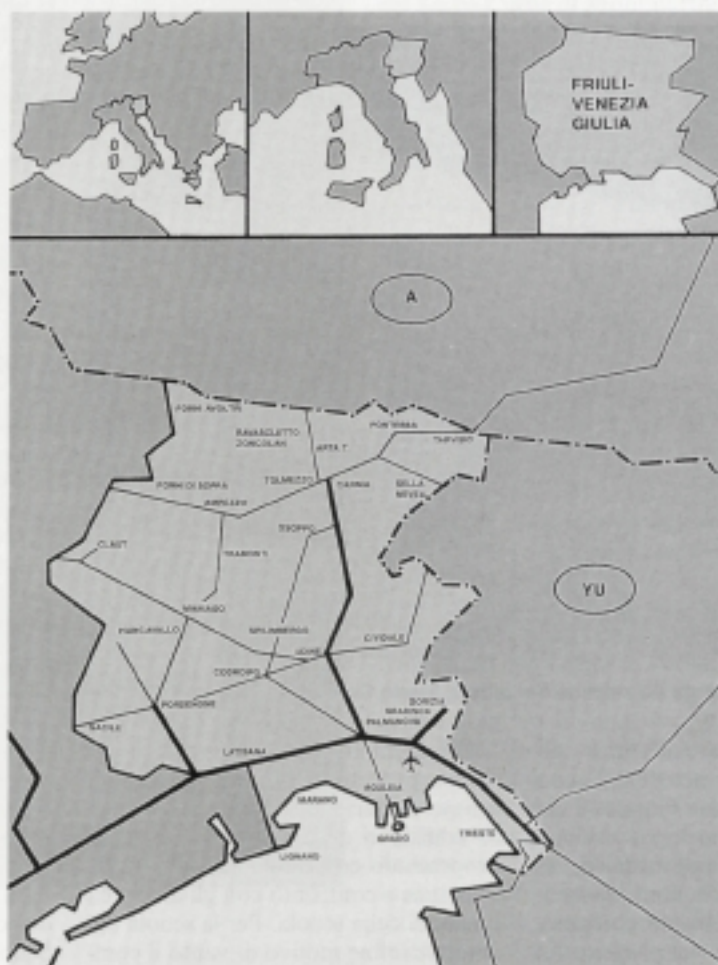 FRIULI-
VENEZIA
GIULIA
A
FORNI AVOLTRI
RAVASCLETTO
ZONCOLAN
ARTA T.
PONTEBBA
TARVISIO
FORNI DI SOPRA
AMPEZZO
TOLMEZZO
CARNIA
SELLA
NEVEA
OSOPPO
CLAUT
TRAMONTI
YU
MANIAGO
PIANCAVALLO
SPILIMBERGO
UDINE
CIVIDALE
CODROIPO
PORDENONE
SACILE
GORIZIA
GRADISCA
PALMANOVA
LATISANA
AQUILEIA
MARANO
GRADO
TRIESTE
LIGNANO